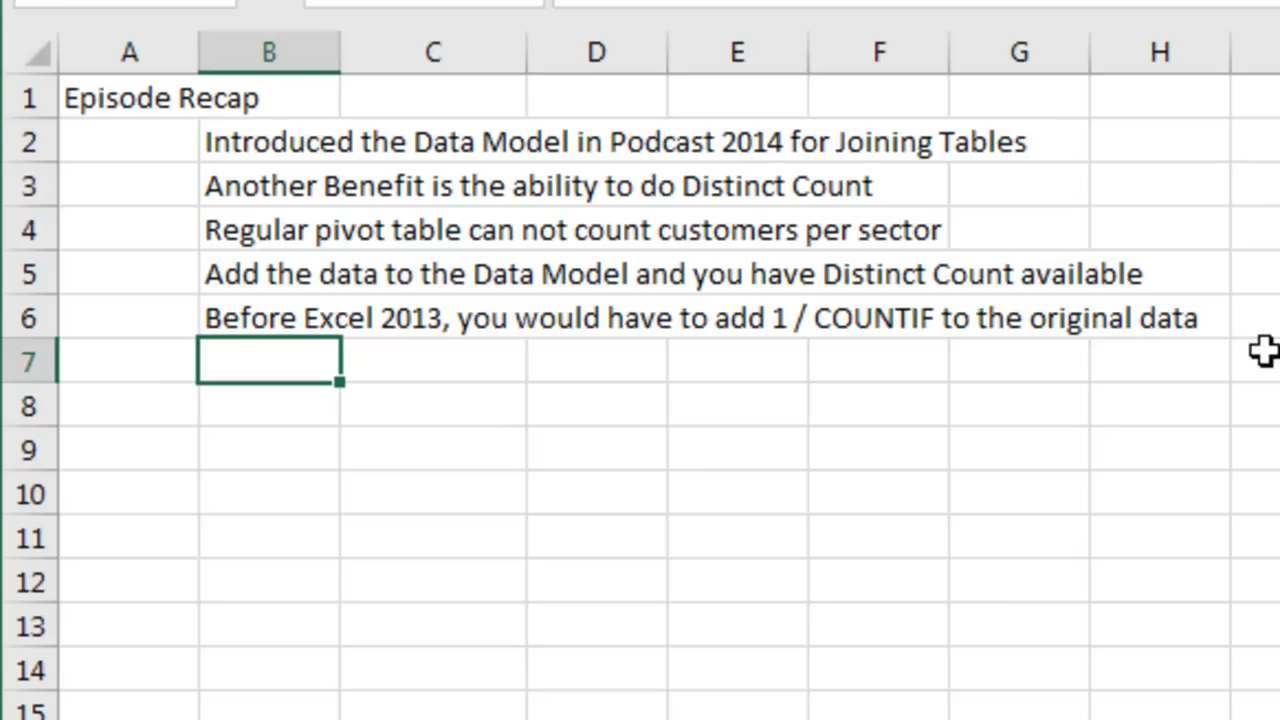 A B C D E F G H
1 Episode Recap
2 Introduced the Data Model in Podcast 2014 for Joining Tables
3 Another Benefit is the ability to do Distinct Count
4 Regular pivot table can not count customers per sector
5 Add the data to the Data Model and you have Distinct Count available
6 Before Excel 2013, you would have to add 1 / COUNTIF to the original data
7
8
9
10
11
12
13
14
15